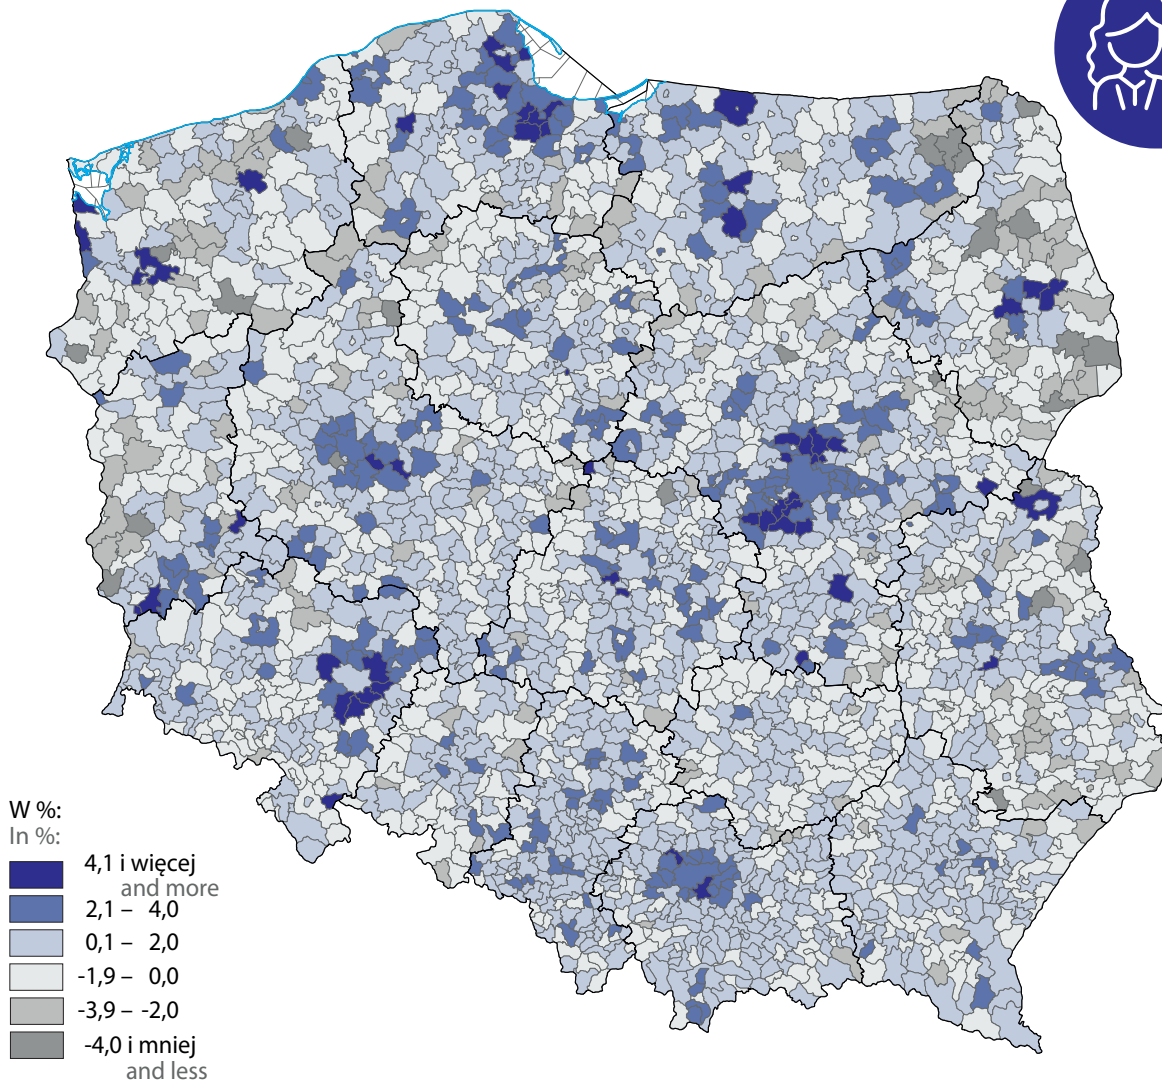 W %:
In %:
4,1 i więcej
and more
2,1 – 4,0
0,1 – 2,0
-1,9 – 0,0
-3,9 – -2,0
-4,0 i mniej
and less